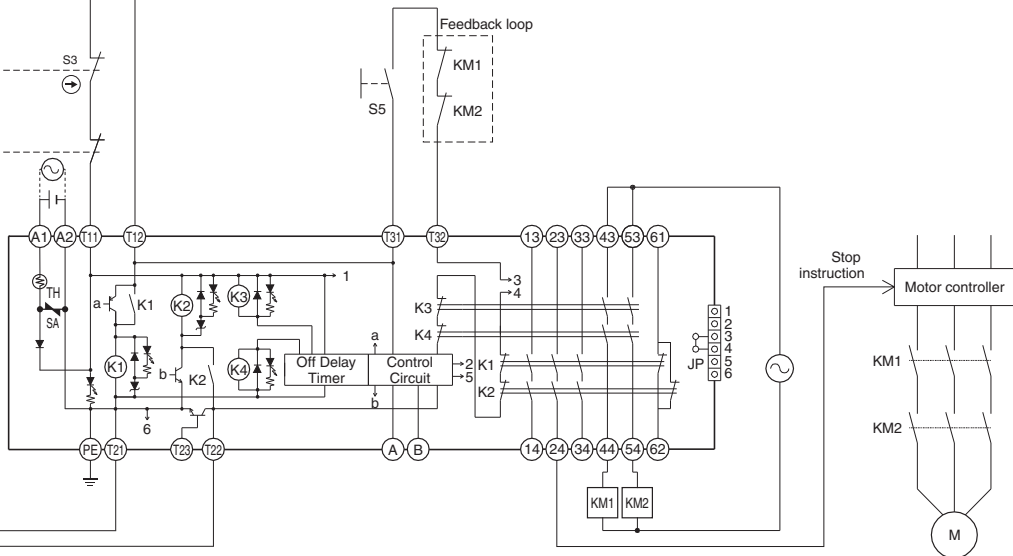 Feedback loop
S3
KM1
S5
KM2
A1 A2 T11 T12 T31 T32 13 23 33 43 53 61
Stop
instruction
Motor controller
1
3
4
TH
SA
a
K1
K2
K3
K3
K4
1
2
3
4
5
6
JP
K1
b
K2
K4
a
Off Delay
Timer
Control
Circuit
2
5
b
K1
K2
6
KM1
KM2
PE T21 T23 T22 A B 14 24 34 44 54 62
KM1 KM2
M